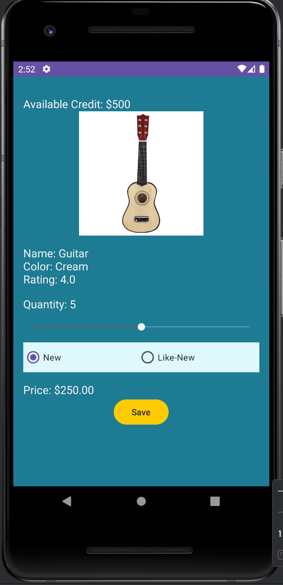 2:52
Available Credit: $500
Name: Guitar
Color: Cream
Rating: 4.0
Quantity: 5
New
Like-New
Price: $250.00
Save
1